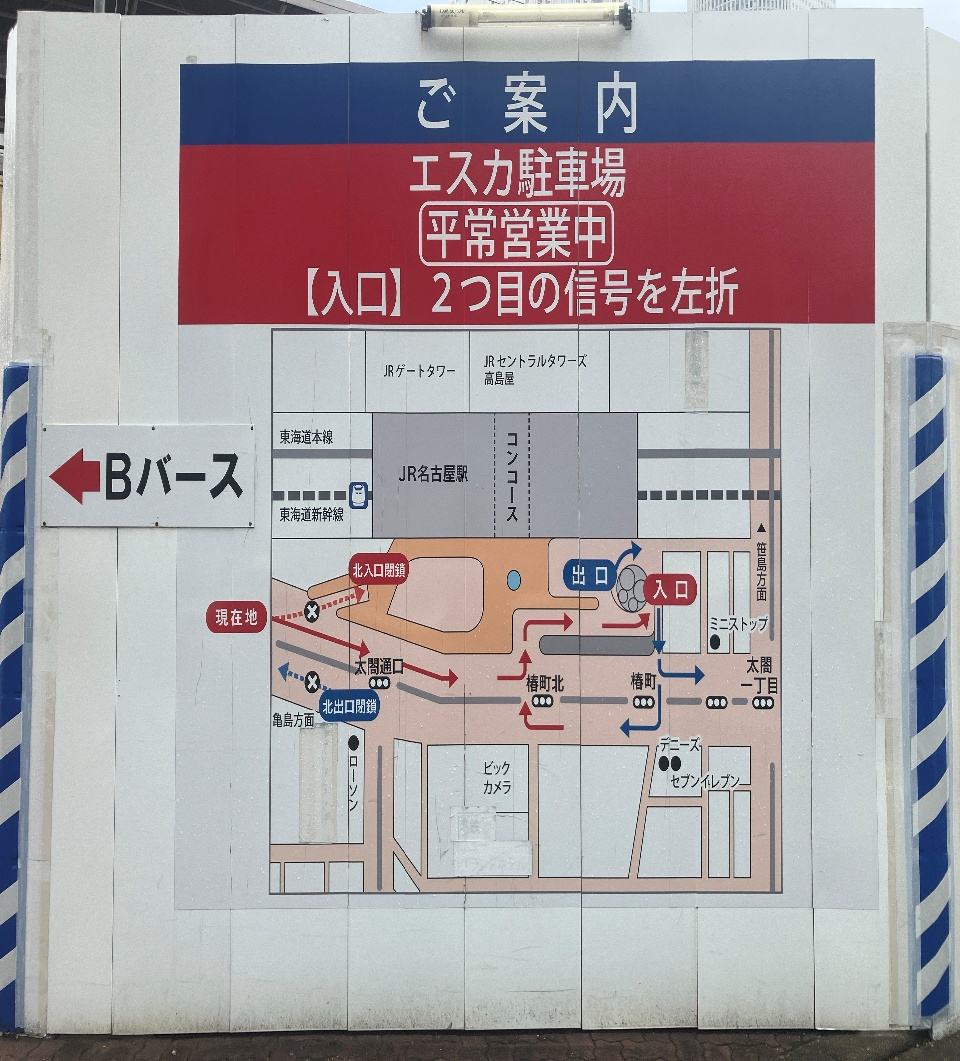 ご案内
エスカ駐車場
平常営業中
【入口】2つ目の信号を左折
JRゲートタワー
JRセントラルタワーズ
高島屋
東海道本線
JR名古屋駅
コンコース
Bバース
東海道新幹線
笹島方面
北入口閉鎖
出口
入口
現在地
ミニストップ
太閤通口
椿町北
椿町
太閤
一丁目
北出口閉鎖
亀島方面
ローソン
デニーズ
セブンイレブン
ビック
カメラ